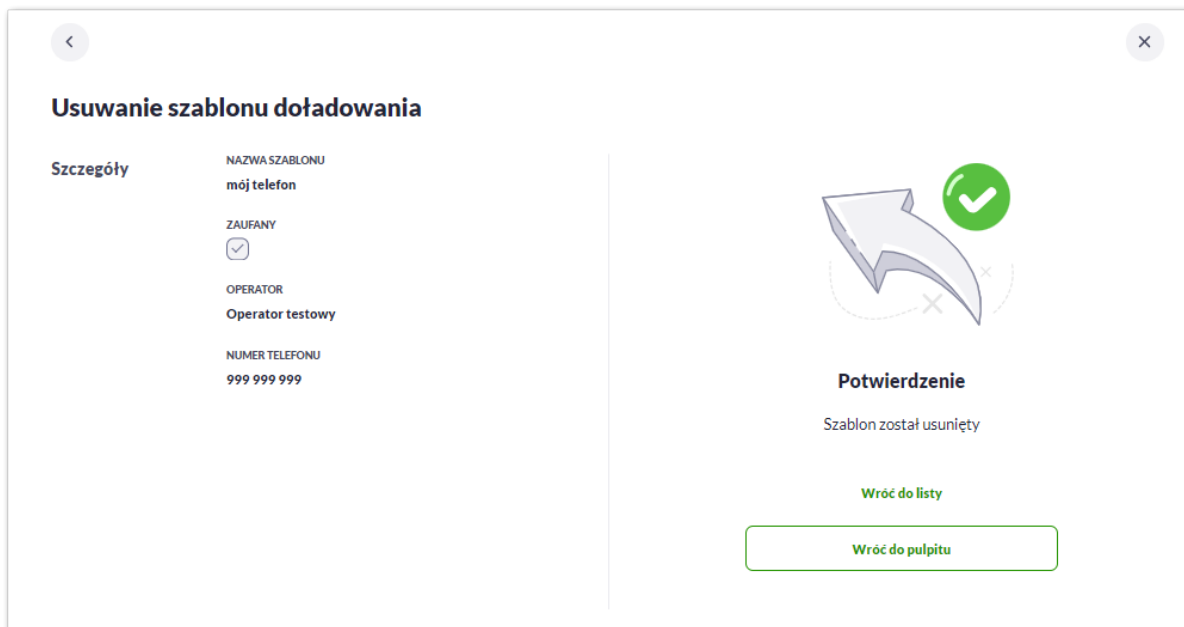 Usuwanie szablonu doładowania
Szczegóły
NAZWA SZABLONU
mój telefon
ZAUFANY
OPERATOR
Operator testowy
NUMER TELEFONU
999 999 999
Potwierdzenie
Szablon został usunięty
Wróć do listy
Wróć do pulpitu